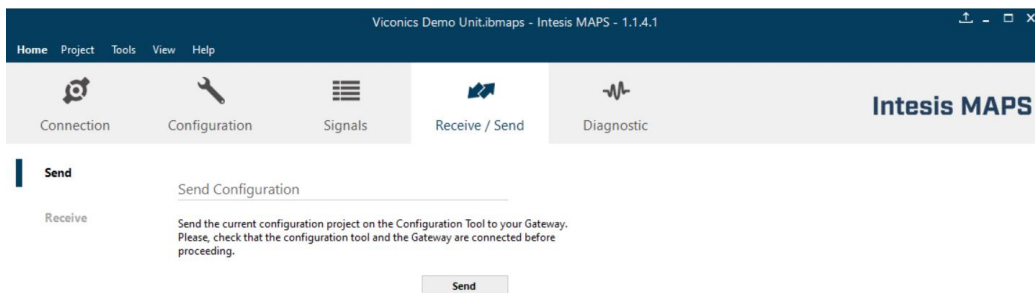 Viconics Demo Unit.ibmaps - Intesis MAPS - 1.1.4.1
Home Project Tools View Help
Connection Configuration Signals Receive / Send Diagnostic
Intesis MAPS
Send
Send Configuration
Receive
Send the current configuration project on the Configuration Tool to your Gateway.
Please, check that the configuration tool and the Gateway are connected before
proceeding.
Send